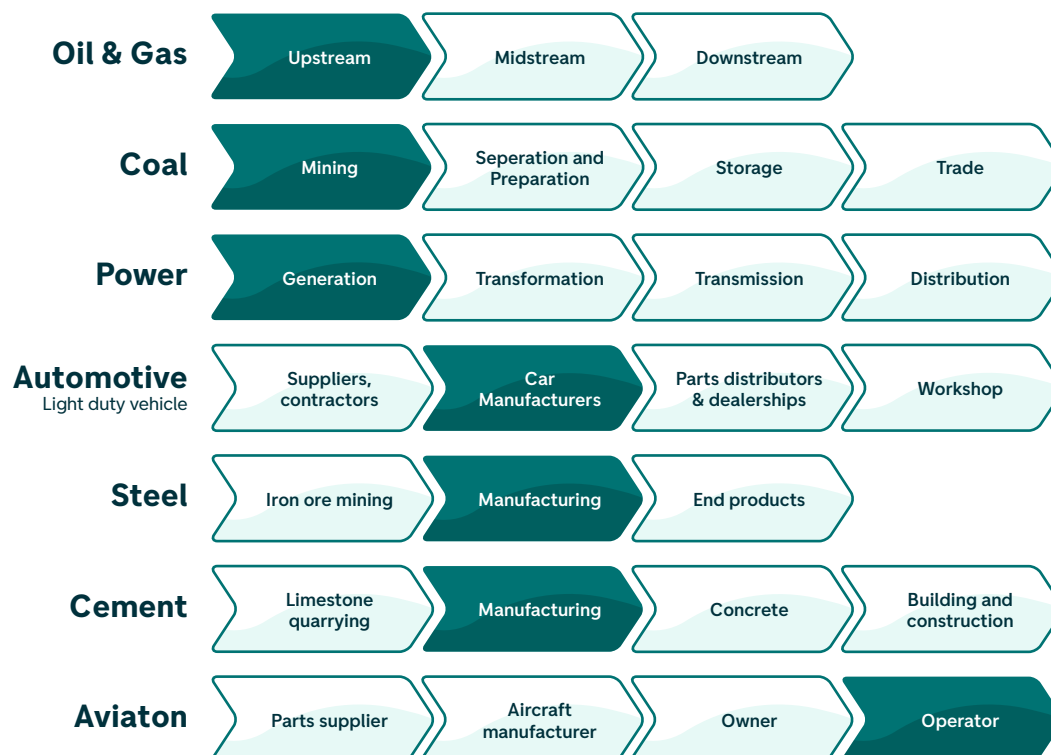 Oil & Gas
Upstream
Midstream
Downstream
Coal
Mining
Seperation and
Preparation
Storage
Trade
Power
Generation
Transformation
Transmission
Distribution
Automotive
Light duty vehicle
Suppliers,
contractors
Car
Manufacturers
Parts distributors
& dealerships
Workshop
Steel
Iron ore mining
Manufacturing
End products
Cement
Limestone
quarrying
Manufacturing
Concrete
Building and
construction
Aviaton
Parts supplier
Aircraft
manufacturer
Owner
Operator